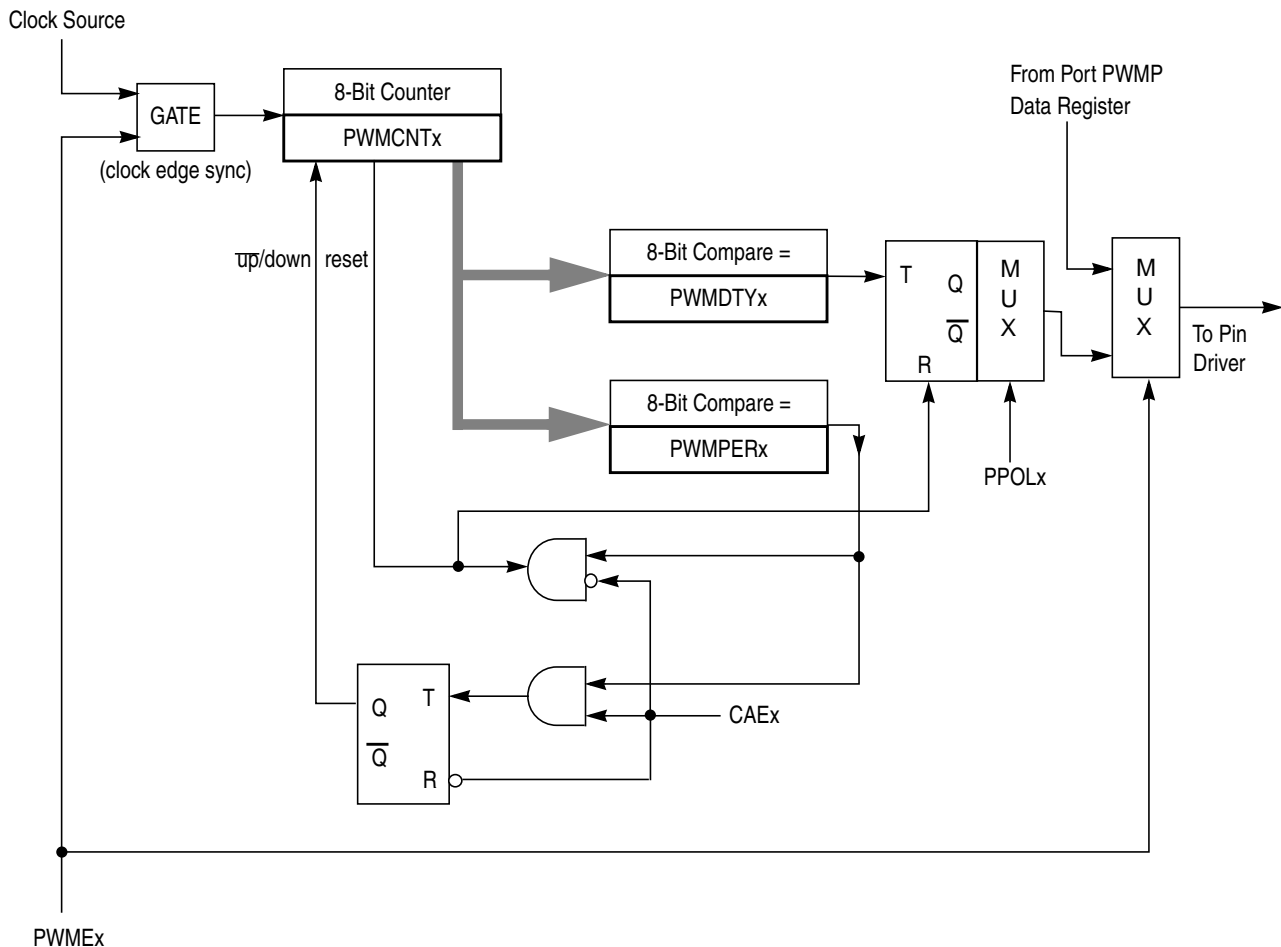 Clock Source
GATE
(clock edge sync)
8-Bit Counter
PWMCNTx
From Port PWMP
Data Register
u̅p̅/down
reset
8-Bit Compare =
PWMDTYx
T
Q
Q̅
R
M
U
X
M
U
X
To Pin
Driver
8-Bit Compare =
PWMPERx
PPOLx
Q
T
Q̅
R
CAEx
PWMEx